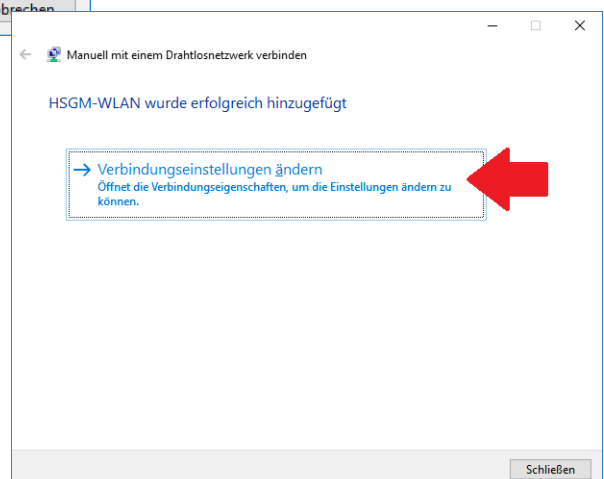 bbrechen
Manuell mit einem Drahtlosnetzwerk verbinden
HSGM-WLAN wurde erfolgreich hinzugefügt
Verbindungseinstellungen ändern
Öffnet die Verbindungseigenschaften, um die Einstellungen ändern zu
können.
Schließen